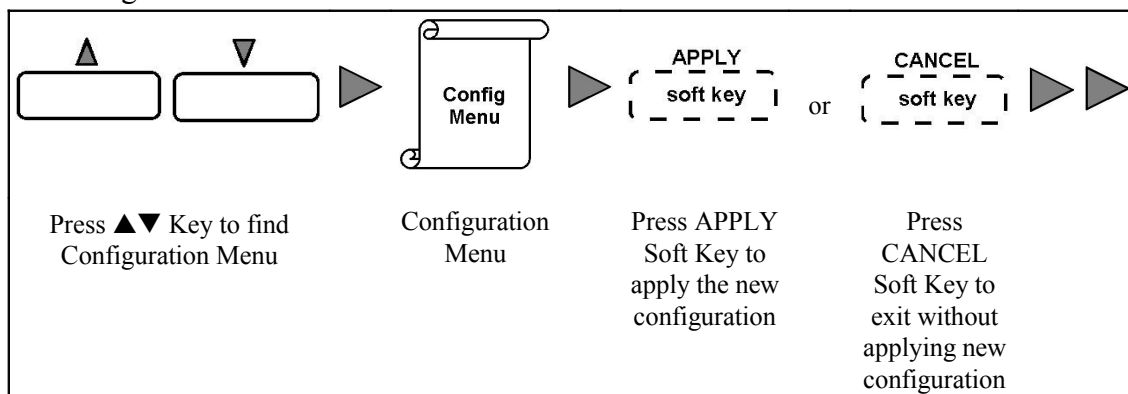 Config
Menu
APPLY
soft key
or
CANCEL
soft key
Press ▲▼ Key to find
Configuration Menu
Configuration
Menu
Press APPLY
Soft Key to
apply the new
configuration
Press
CANCEL
Soft Key to
exit without
applying new
configuration